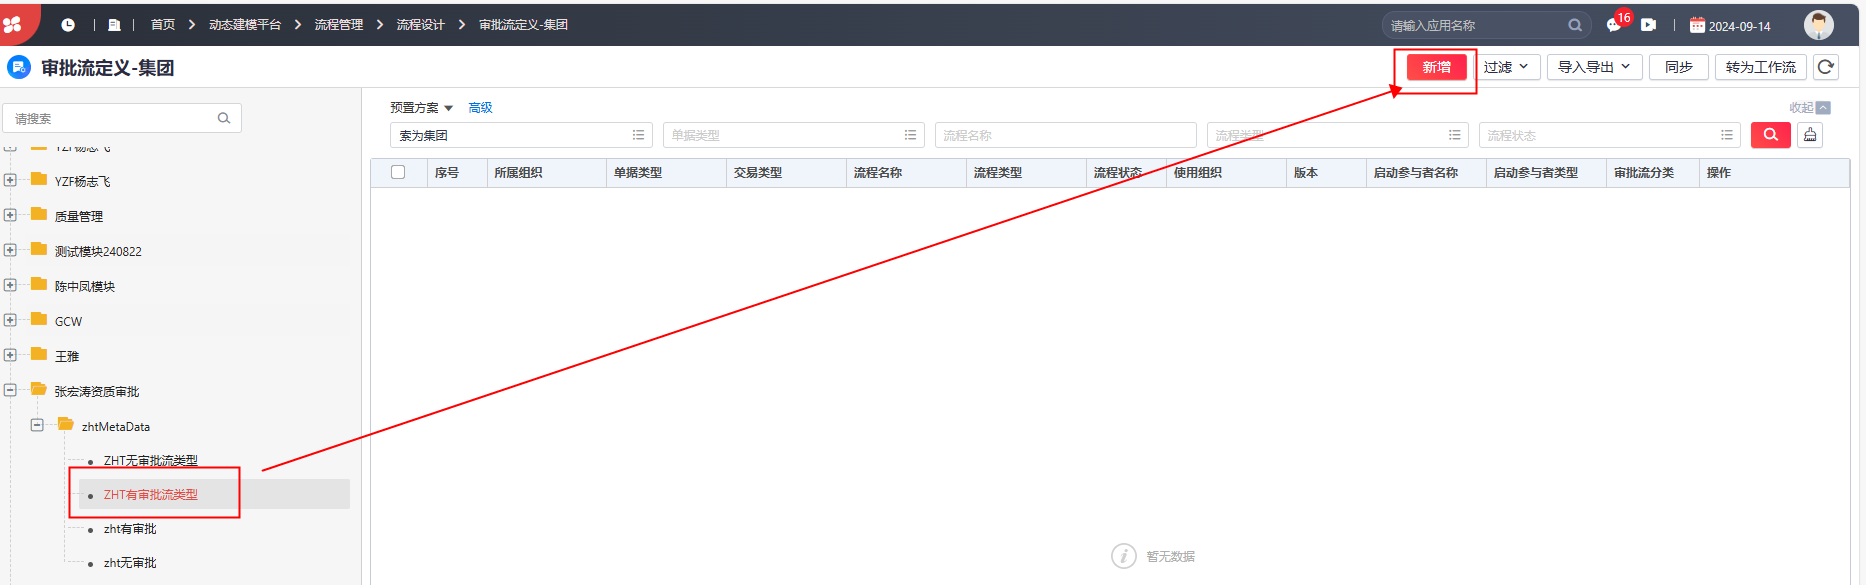 首页 动态建模平台 流程管理 流程设计 审批流定义-集团
请输入应用名称
16
2024-09-14
审批流定义-集团
新增
过滤
导入导出
同步
转为工作流
请搜索
预置方案 高级
收起
索为集团
单据类型
流程名称
流程类型
流程状态
序号 所属组织 单据类型 交易类型 流程名称 流程类型 流程状态 使用组织 版本 启动参与者名称 启动参与者类型 审批流分类 操作
YZF杨志飞
YZF杨志飞
质量管理
测试模块240822
陈中凤模块
GCW
王雅
张宏涛资质审批
zhtMetaData
ZHT无审批流类型
ZHT有审批流类型
zht有审批
zht无审批
暂无数据